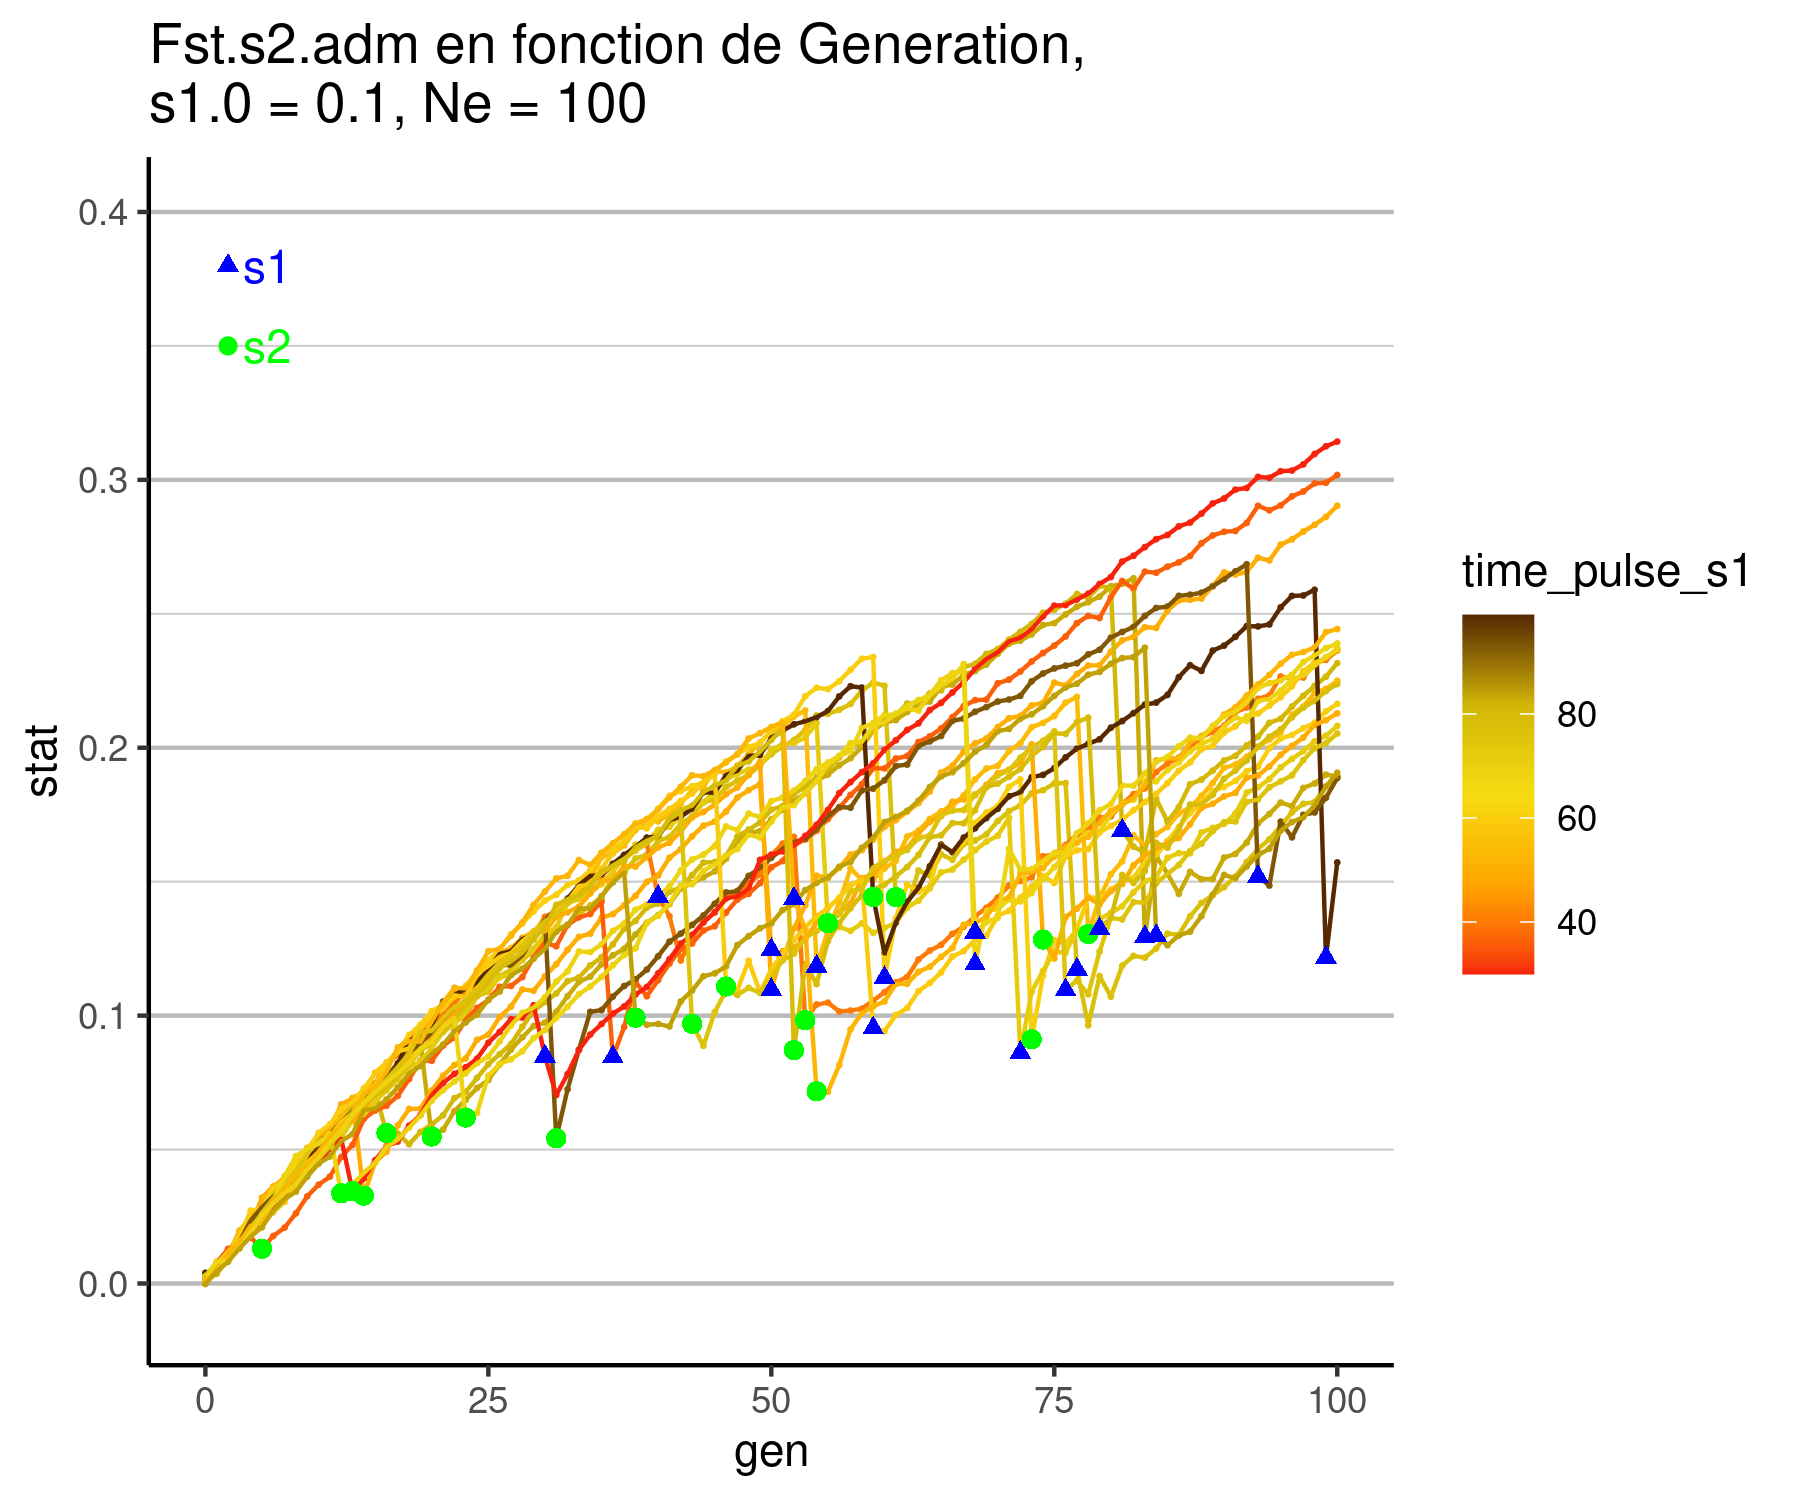 Fst.s2.adm en fonction de Generation,
s1.0 = 0.1, Ne = 100
stat
0.4
0.3
0.2
0.1
0.0
s1
s2
0
25
50
75
100
gen
time_pulse_s1
80
60
40